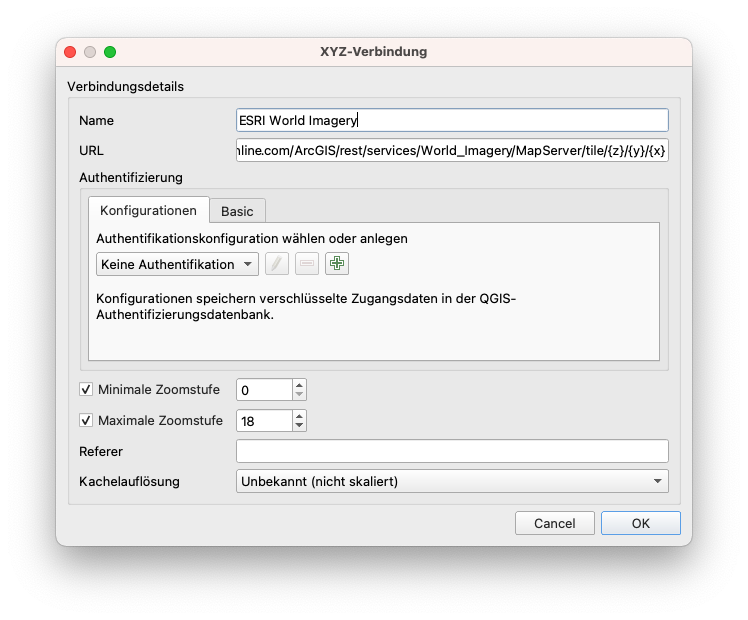 XYZ-Verbindung
Verbindungsdetails
Name ESRI World Imagery
URL nline.com/ArcGIS/rest/services/World_Imagery/MapServer/tile/{z}/{y}/{x}
Authentifizierung
Konfigurationen Basic
Authentifikationskonfiguration wählen oder anlegen
Keine Authentifikation
Konfigurationen speichern verschlüsselte Zugangsdaten in der QGIS-
Authentifizierungsdatenbank.
Minimale Zoomstufe 0
Maximale Zoomstufe 18
Referer
Kachelauflösung Unbekannt (nicht skaliert)
Cancel OK